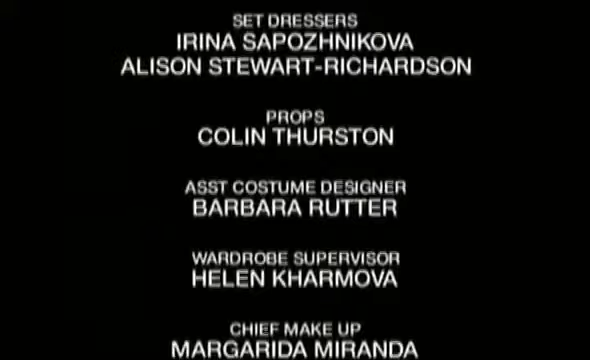 SET DRESSERS
IRINA SAPOZHNIKOVA
ALISON STEWART-RICHARDSON
PROPS
COLIN THURSTON
ASST COSTUME DESIGNER
BARBARA RUTTER
WARDROBE SUPERVISOR
HELEN KHARMOVA
CHIEF MAKE UP
MARGARIDA MIRANDA